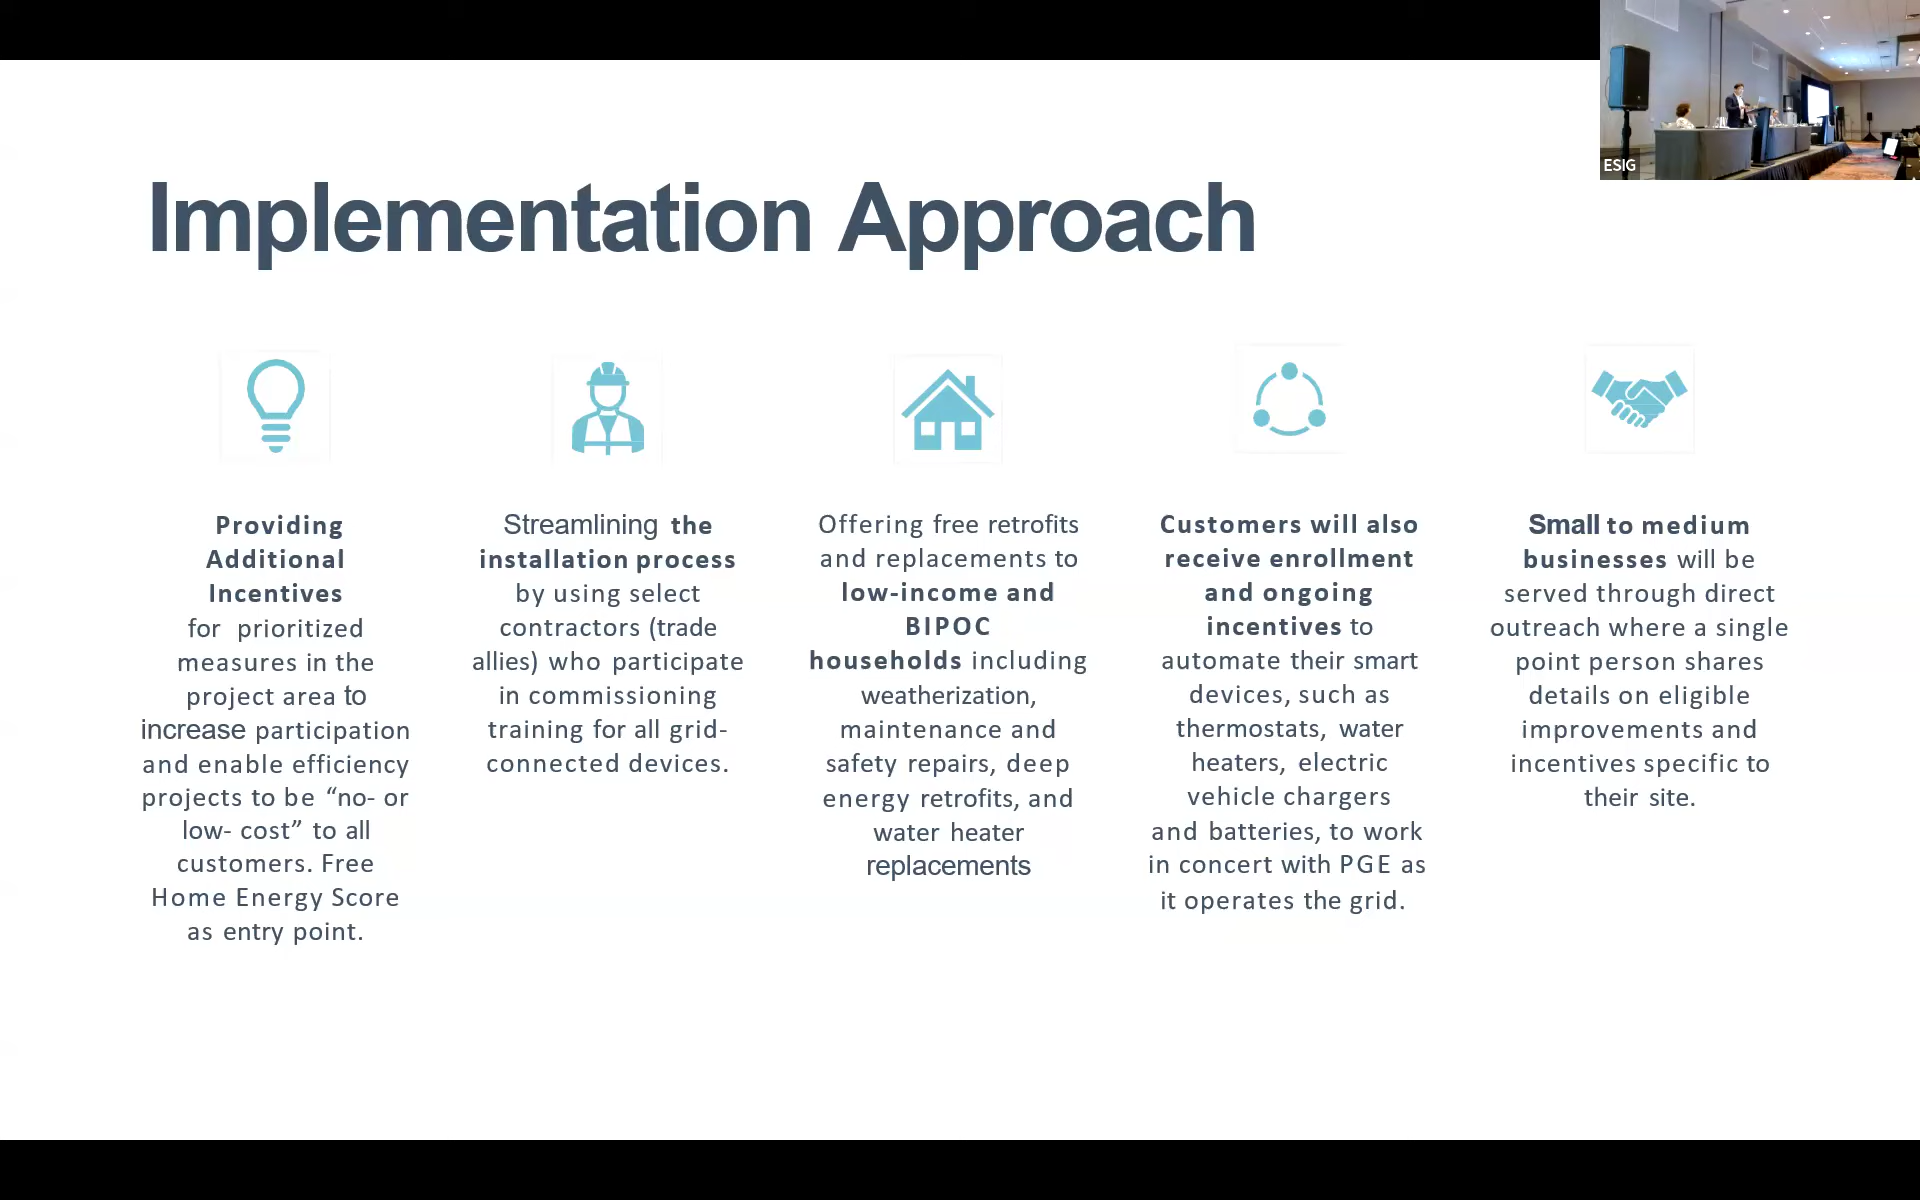 ESIG
Implementation Approach
Providing
Additional
Incentives
for prioritized
measures in the
project area to
increase participation
and enable efficiency
projects to be “no- or
low- cost” to all
customers. Free
Home Energy Score
as entry point.
Streamlining the
installation process
by using select
contractors (trade
allies) who participate
in commissioning
training for all grid-
connected devices.
Offering free retrofits
and replacements to
low-income and
BIPOC
households including
weatherization,
maintenance and
safety repairs, deep
energy retrofits, and
water heater
replacements
Customers will also
receive enrollment
and ongoing
incentives to
automate their smart
devices, such as
thermostats, water
heaters, electric
vehicle chargers
and batteries, to work
in concert with PGE as
it operates the grid.
Small to medium
businesses will be
served through direct
outreach where a single
point person shares
details on eligible
improvements and
incentives specific to
their site.